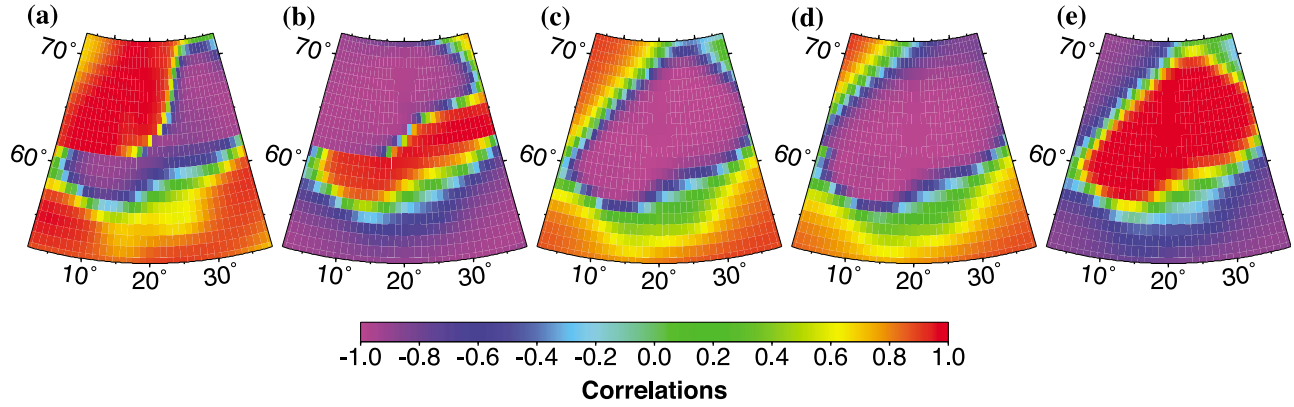 (a) (b) (c) (d) (e)
70° 70° 70° 70° 70°
60° 60° 60° 60° 60°
10° 20° 30° 10° 20° 30° 10° 20° 30° 10° 20° 30° 10° 20° 30°
-1.0 -0.8 -0.6 -0.4 -0.2 0.0 0.2 0.4 0.6 0.8 1.0
Correlations